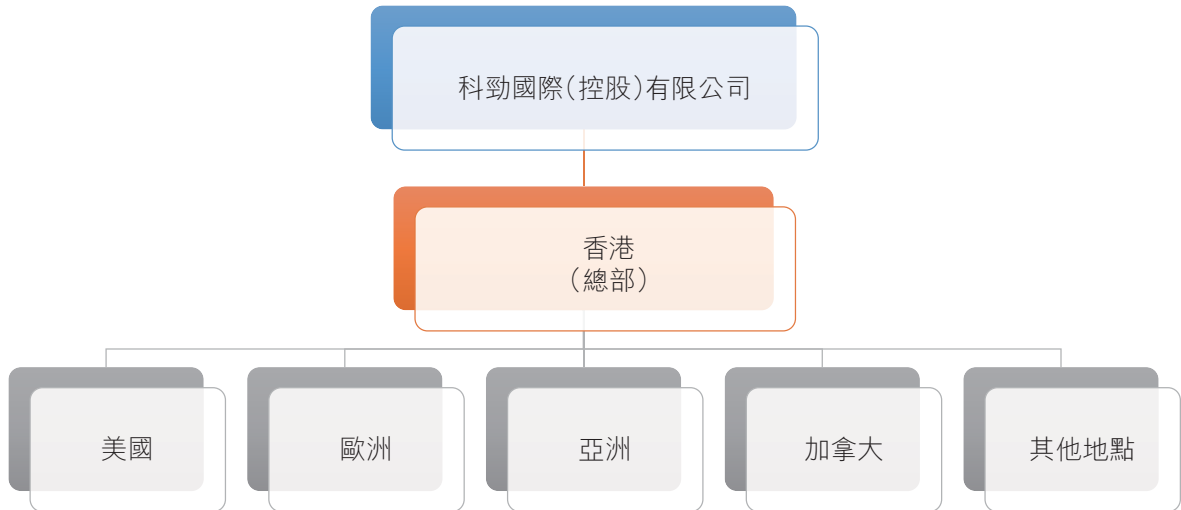 科勁國際(控股)有限公司
香港
(總部)
美國
歐洲
亞洲
加拿大
其他地點